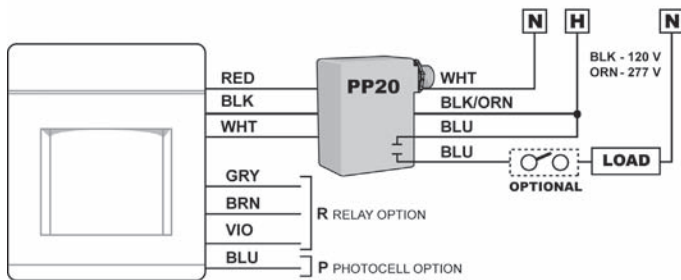 N H N
BLK - 120 V
ORN - 277 V
RED
BLK
WHT
PP20
WHT
BLK/ORN
BLU
BLU
OPTIONAL
LOAD
GRY
BRN
VIO
R RELAY OPTION
BLU
P PHOTOCELL OPTION